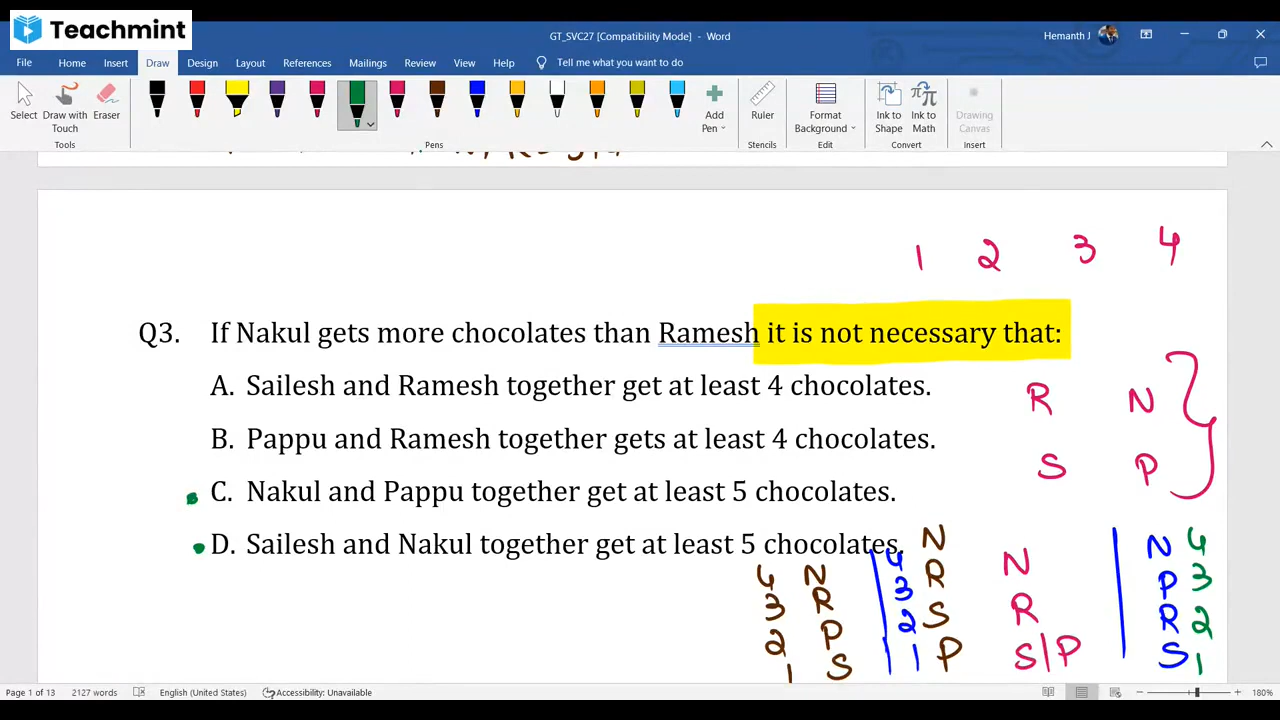 Teachmint
GT_SVC27 [Compatibility Mode] - Word
Hemanth J
File Home Insert Draw Design Layout References Mailings Review View Help Tell me what you want to do
Select Draw with Touch Eraser Add Pen Ruler Format Background Ink to Shape Ink to Math Drawing Canvas
Tools Pens Stencils Edit Convert Insert
1 2 3 4
Q3. If Nakul gets more chocolates than Ramesh it is not necessary that:
A. Sailesh and Ramesh together get at least 4 chocolates.
R N
B. Pappu and Ramesh together gets at least 4 chocolates.
S P
C. Nakul and Pappu together get at least 5 chocolates.
D. Sailesh and Nakul together get at least 5 chocolates.
4 N 4 N N N 4
3 R 3 R R P 3
2 P 2 S S|P R 2
1 S 1 P S 1
Page 1 of 13 2127 words English (United States) Accessibility: Unavailable 180%